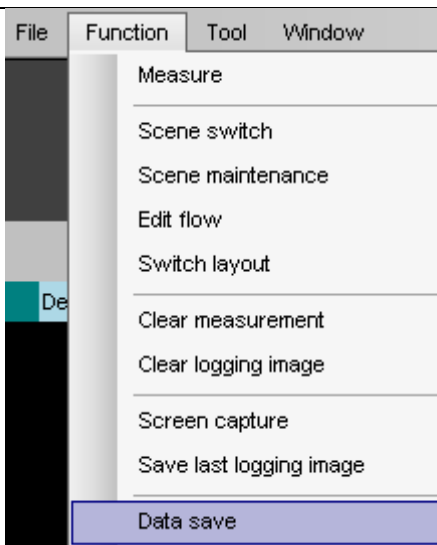 File Function Tool Window
Measure
Scene switch
Scene maintenance
Edit flow
Switch layout
De
Clear measurement
Clear logging image
Screen capture
Save last logging image
Data save